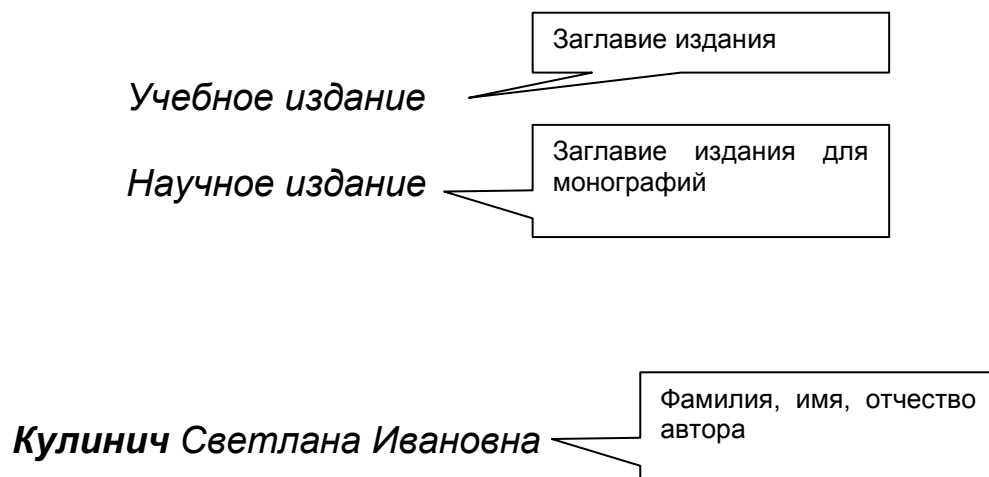 Заглавие издания
Учебное издание
Заглавие издания для
монографий
Научное издание
Фамилия, имя, отчество
автора
Кулинич Светлана Ивановна